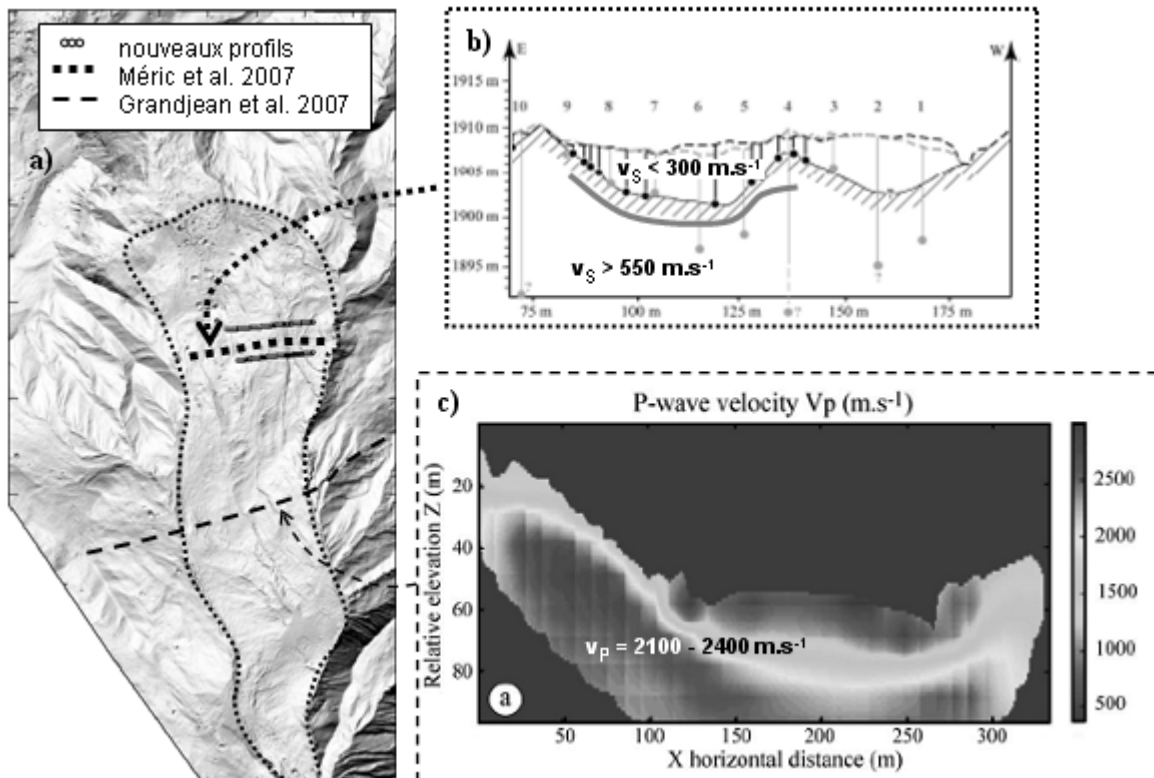 nouveaux profils
Méric et al. 2007
Grandjean et al. 2007
a)
b)
E
W
1915 m
1910 m
1905 m
1900 m
1895 m
10 9 8 7 6 5 4 3 2 1
v_S < 300 m.s⁻¹
v_S > 550 m.s⁻¹
?
?
?
75 m 100 m 125 m 150 m 175 m
c)
P-wave velocity Vp (m.s⁻¹)
Relative elevation Z (m)
20
40
60
80
v_P = 2100 - 2400 m.s⁻¹
a
50 100 150 200 250 300
X horizontal distance (m)
2500
2000
1500
1000
500